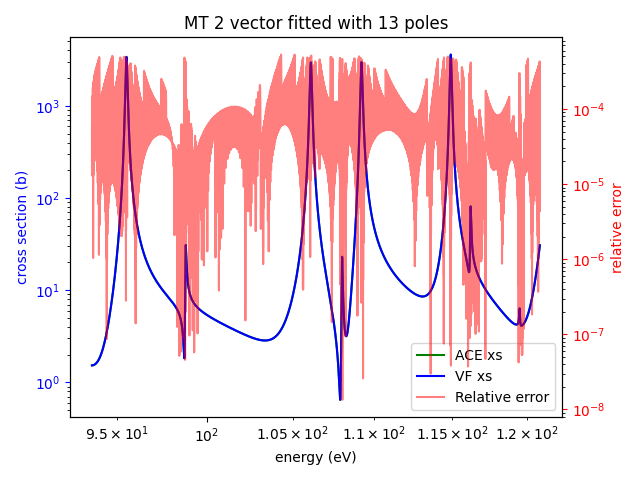 MT 2 vector fitted with 13 poles
cross section (b)
10³
10²
10¹
10⁰
10⁻⁴
10⁻⁵
10⁻⁶
10⁻⁷
10⁻⁸
relative error
ACE xs
VF xs
Relative error
9.5 × 10¹ 10² 1.05 × 10² 1.1 × 10² 1.15 × 10² 1.2 × 10²
energy (eV)